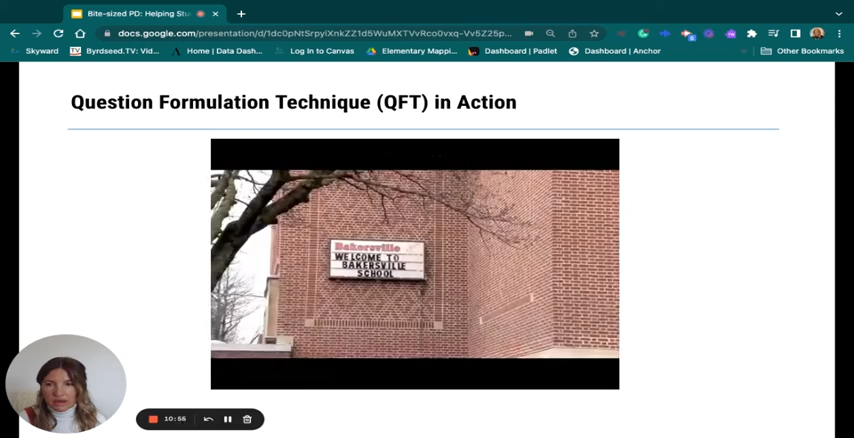 Bite-sized PD: Helping Stu
docs.google.com/presentation/d/1dc0pNtSrpyiXnkZZ1d5WuMXTVvRco0vxq-Vv5Z25p...
Skyward
Byrdseed.TV: Vid...
Home | Data Dash...
Log In to Canvas
Elementary Mappi...
Dashboard | Padlet
Dashboard | Anchor
Other Bookmarks
Question Formulation Technique (QFT) in Action
Bakersville
WELCOME TO
BAKERSVILLE
SCHOOL
10:55